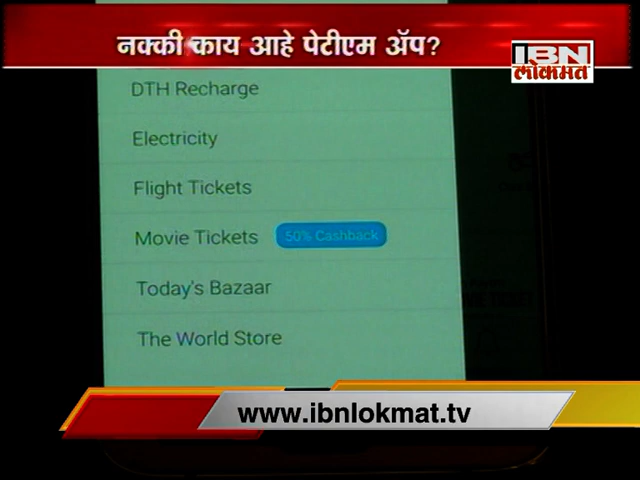 नक्की काय आहे पेटीएम ॲप?
IBN
लोकमत
DTH Recharge
Electricity
Flight Tickets
Movie Tickets 50% Cashback
Today's Bazaar
The World Store
www.ibnlokmat.tv